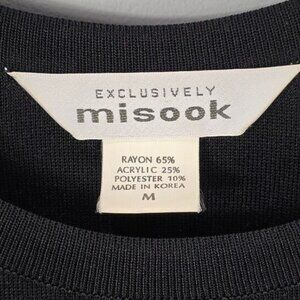 EXCLUSIVELY
misook
RAYON 65%
ACRYLIC 25%
POLYESTER 10%
MADE IN KOREA
M